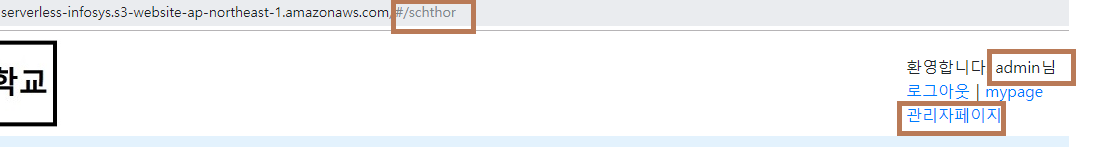 serverless-infosys.s3-website-ap-northeast-1.amazonaws.com/#/schthor
학교
환영합니다 admin님
로그아웃 | mypage
관리자페이지